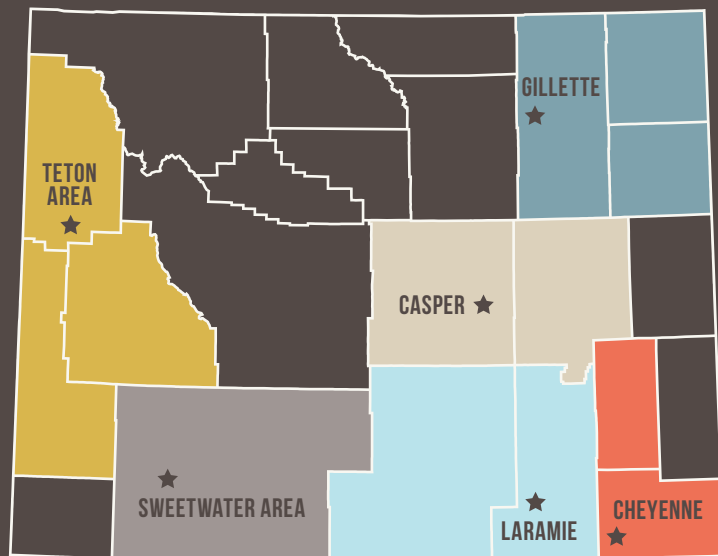 GILLETTE
TETON
AREA
CASPER
SWEETWATER AREA
LARAMIE
CHEYENNE